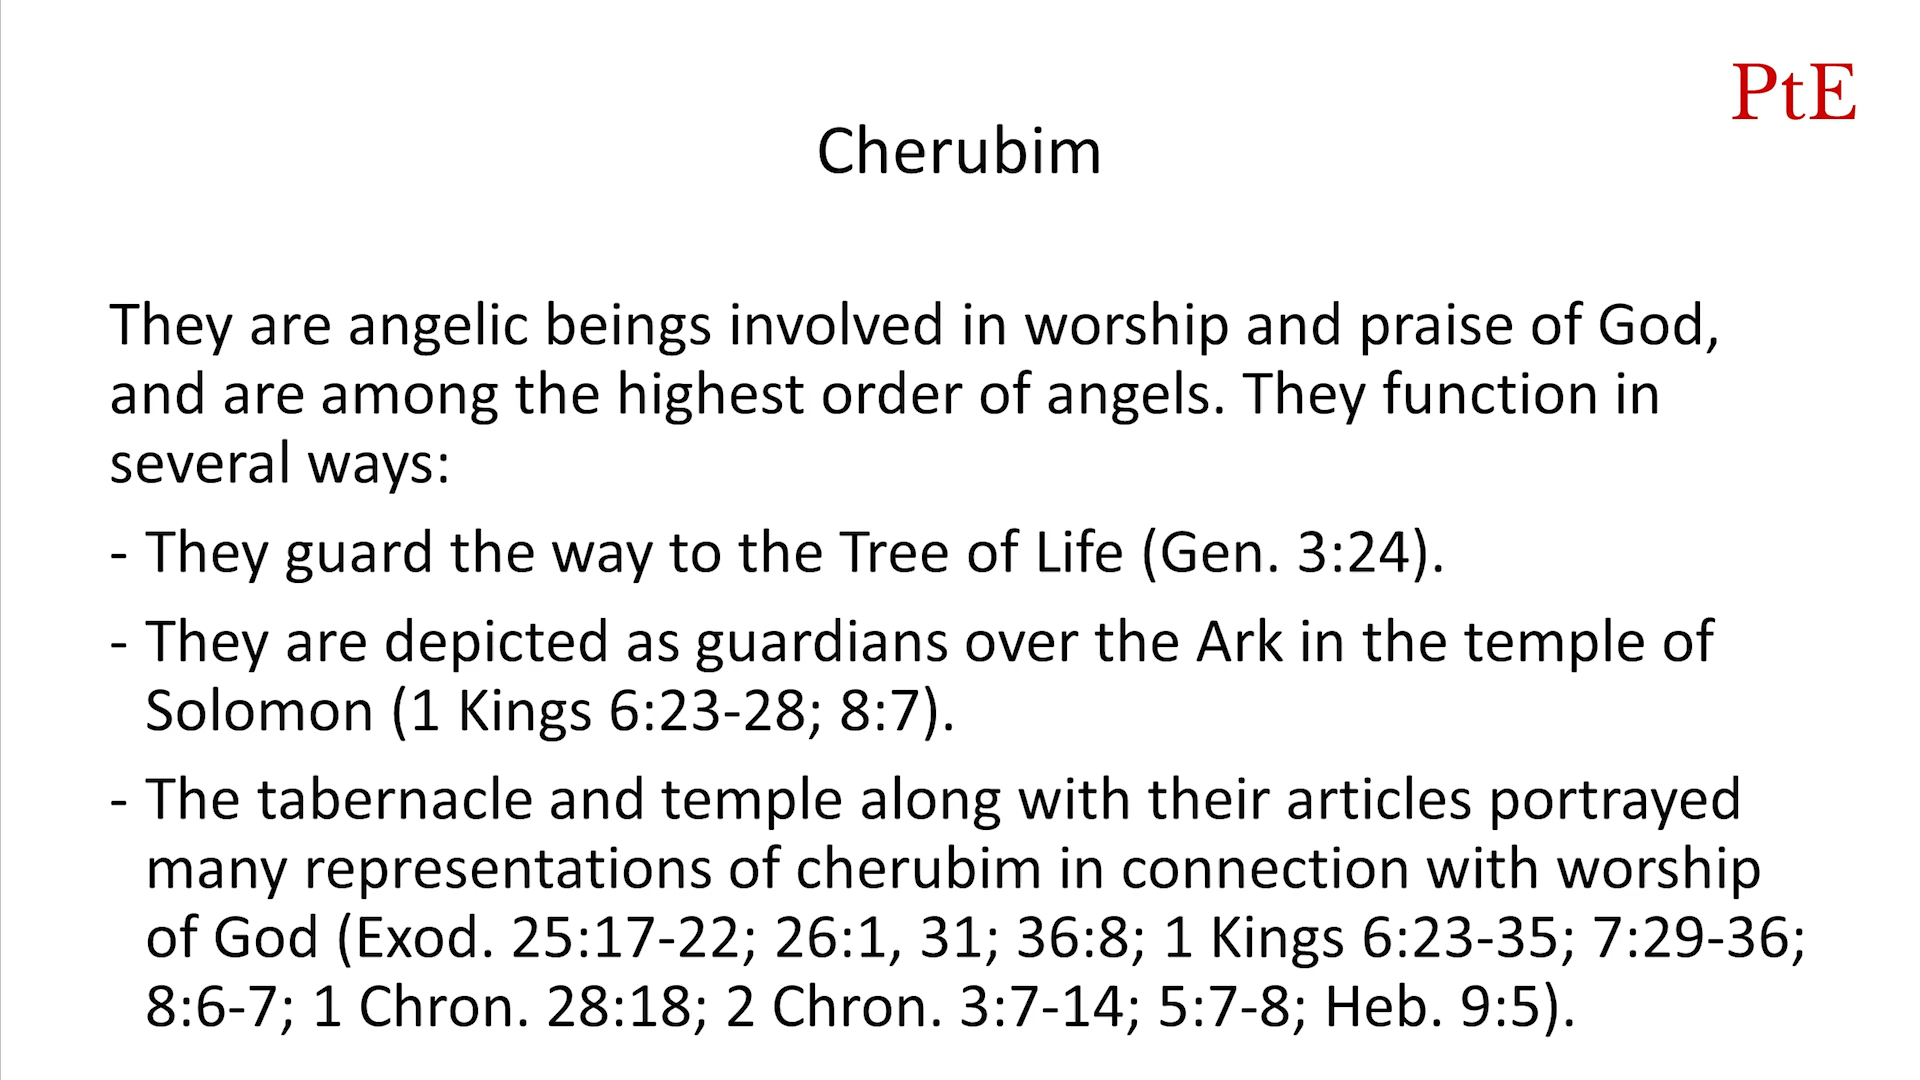 PtE
Cherubim
They are angelic beings involved in worship and praise of God,
and are among the highest order of angels. They function in
several ways:
- They guard the way to the Tree of Life (Gen. 3:24).
- They are depicted as guardians over the Ark in the temple of
Solomon (1 Kings 6:23-28; 8:7).
- The tabernacle and temple along with their articles portrayed
many representations of cherubim in connection with worship
of God (Exod. 25:17-22; 26:1, 31; 36:8; 1 Kings 6:23-35; 7:29-36;
8:6-7; 1 Chron. 28:18; 2 Chron. 3:7-14; 5:7-8; Heb. 9:5).